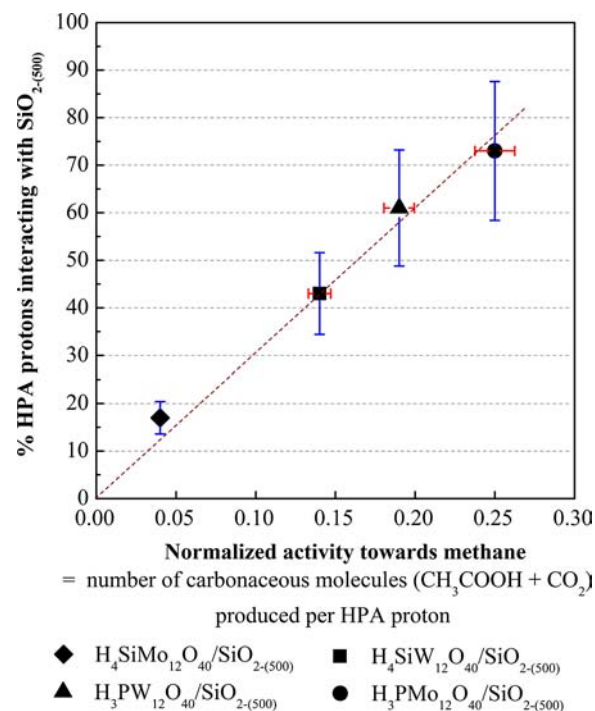 % HPA protons interacting with SiO₂₋₍₅₀₀₎
100
90
80
70
60
50
40
30
20
10
0
0.00 0.05 0.10 0.15 0.20 0.25 0.30
Normalized activity towards methane
= number of carbonaceous molecules (CH₃COOH + CO₂)
produced per HPA proton
◆ H₄SiMo₁₂O₄₀/SiO₂₋₍₅₀₀₎ ■ H₄SiW₁₂O₄₀/SiO₂₋₍₅₀₀₎
▲ H₃PW₁₂O₄₀/SiO₂₋₍₅₀₀₎ ● H₃PMo₁₂O₄₀/SiO₂₋₍₅₀₀₎